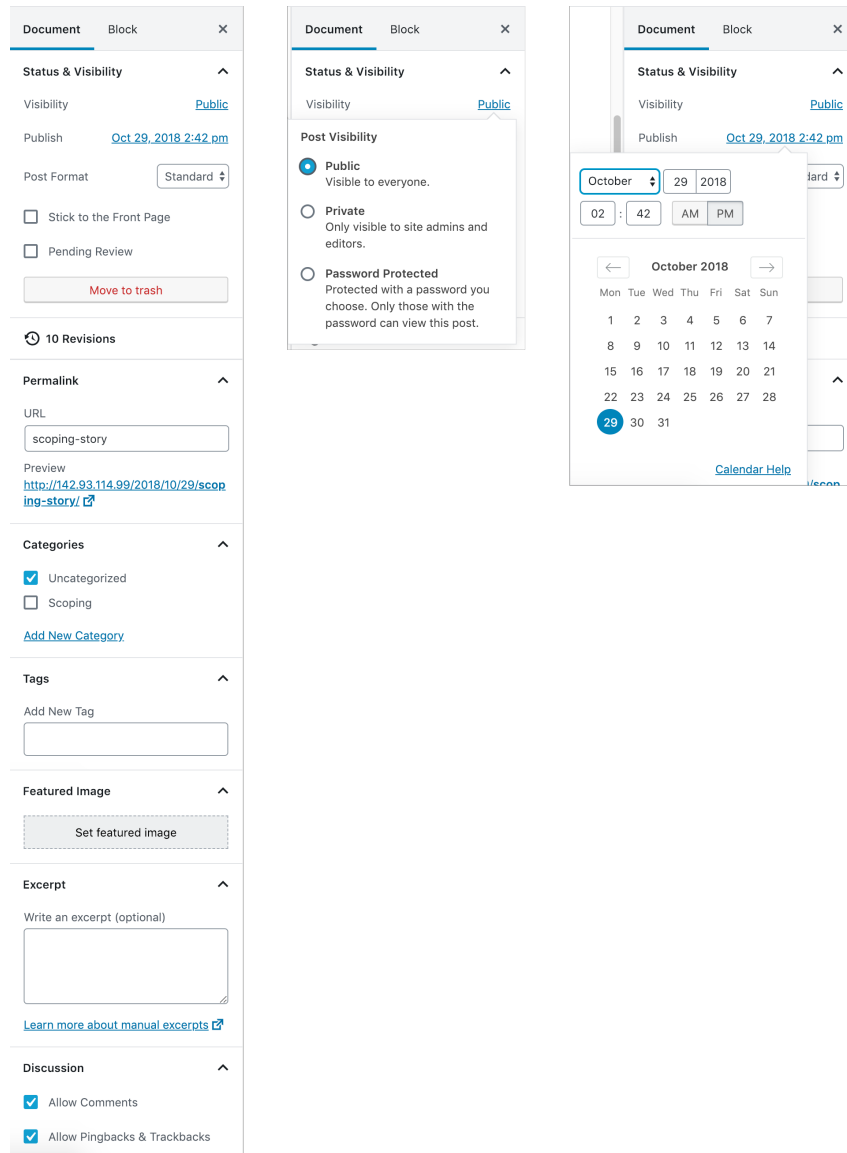 Document Block ×
Status & Visibility
Visibility Public
Publish Oct 29, 2018 2:42 pm
Post Format Standard
Stick to the Front Page
Pending Review
Move to trash
10 Revisions
Permalink
URL
scoping-story
Preview
http://142.93.114.99/2018/10/29/scop
ing-story/
Categories
Uncategorized
Scoping
Add New Category
Tags
Add New Tag
Featured Image
Set featured image
Excerpt
Write an excerpt (optional)
Learn more about manual excerpts
Discussion
Allow Comments
Allow Pingbacks & Trackbacks
Document Block ×
Status & Visibility
Visibility Public
Post Visibility
Public
Visible to everyone.
Private
Only visible to site admins and
editors.
Password Protected
Protected with a password you
choose. Only those with the
password can view this post.
Document Block ×
Status & Visibility
Visibility Public
Publish Oct 29, 2018 2:42 pm
October 29 2018
dard
02 : 42 AM PM
October 2018
Mon Tue Wed Thu Fri Sat Sun
1 2 3 4 5 6 7
8 9 10 11 12 13 14
15 16 17 18 19 20 21
22 23 24 25 26 27 28
29 30 31
Calendar Help
/scop